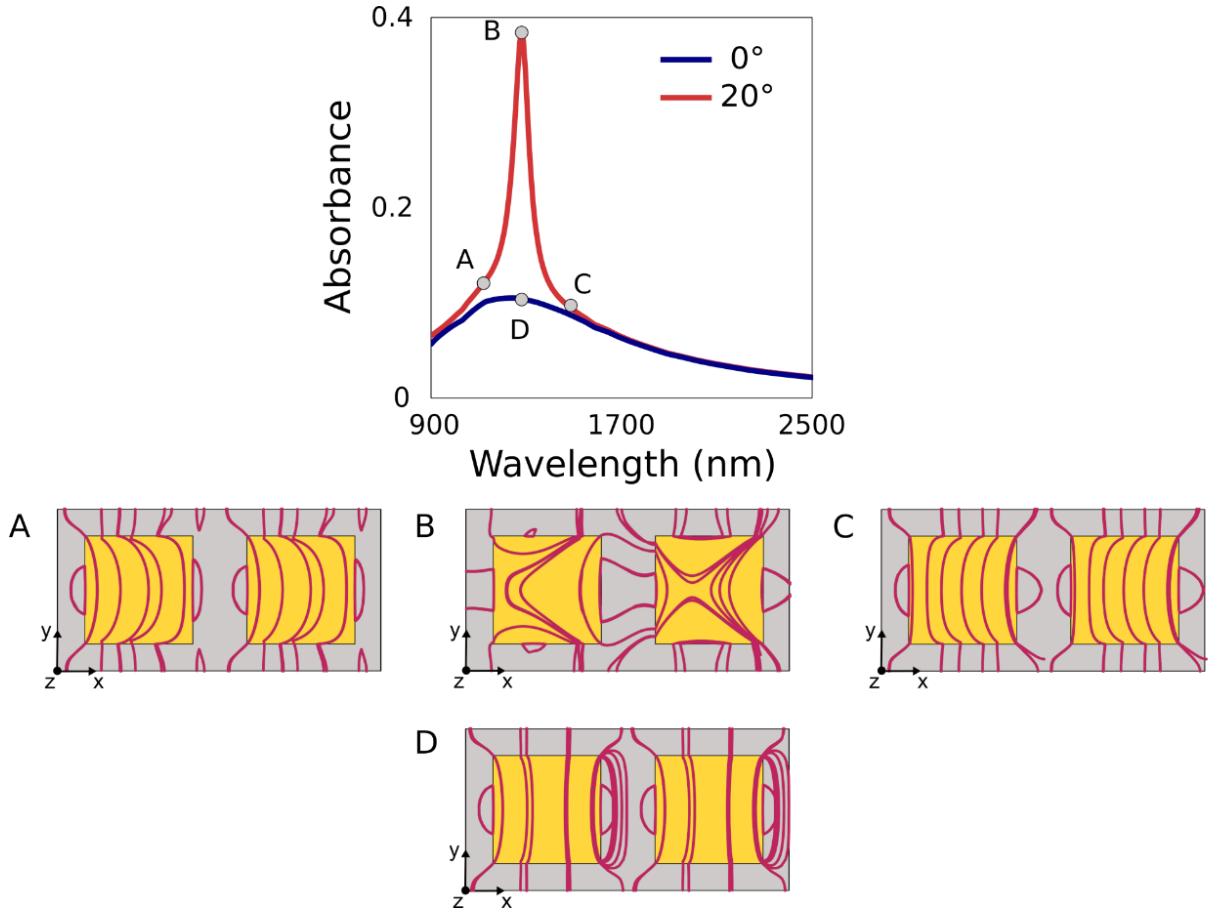 0.4
B
0°
20°
Absorbance
0.2
A
C
D
0
900 1700 2500
Wavelength (nm)
A
y
z x
B
y
z x
C
y
z x
D
y
z x